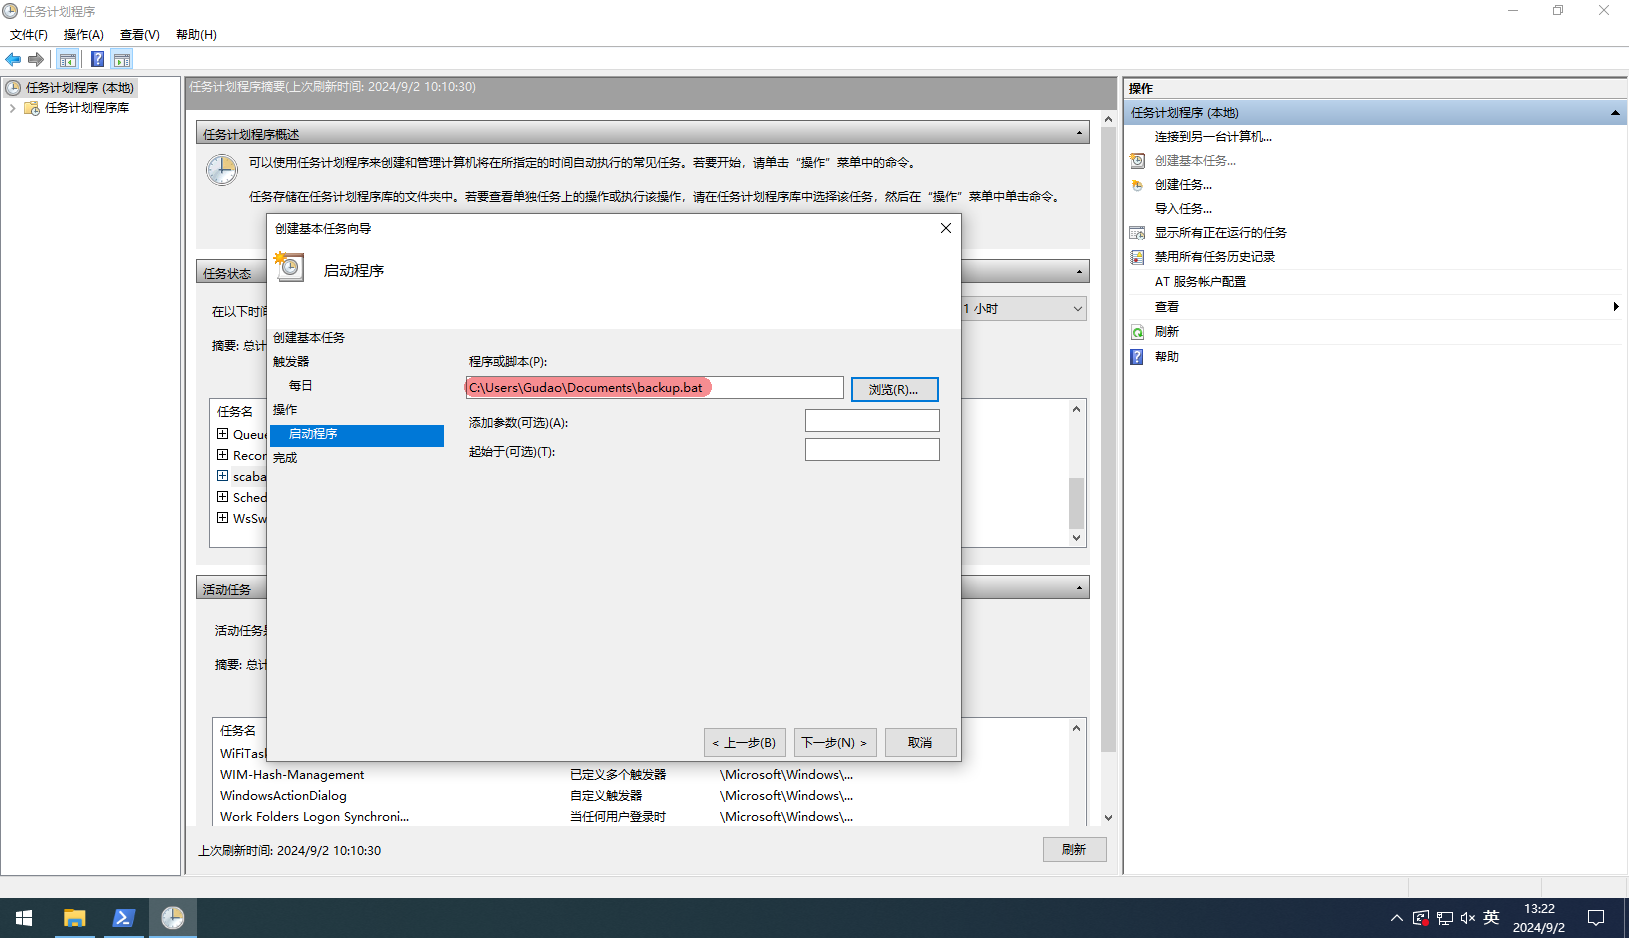 任务计划程序
文件(F) 操作(A) 查看(V) 帮助(H)
任务计划程序 (本地)
任务计划程序库
任务计划程序摘要(上次刷新时间: 2024/9/2 10:10:30)
任务计划程序概述
可以使用任务计划程序来创建和管理计算机将在所指定的时间自动执行的常见任务。若要开始，请单击“操作”菜单中的命令。
任务存储在任务计划程序库的文件夹中。若要查看单独任务上的操作或执行该操作，请在任务计划程序库中选择该任务，然后在“操作”菜单中单击命令。
任务状态
在以下时间
1 小时
摘要: 总计
任务名
Queue
Recor
scaba
Sched
WsSw
活动任务
活动任务是
摘要: 总计
任务名
WiFiTask
WIM-Hash-Management 已定义多个触发器 \Microsoft\Windows\...
WindowsActionDialog 自定义触发器 \Microsoft\Windows\...
Work Folders Logon Synchroni... 当任何用户登录时 \Microsoft\Windows\...
上次刷新时间: 2024/9/2 10:10:30
刷新
创建基本任务向导
启动程序
创建基本任务
触发器
每日
操作
启动程序
完成
程序或脚本(P):
C:\Users\Gudao\Documents\backup.bat
浏览(R)...
添加参数(可选)(A):
起始于(可选)(T):
< 上一步(B) 下一步(N) > 取消
操作
任务计划程序 (本地)
连接到另一台计算机...
创建基本任务...
创建任务...
导入任务...
显示所有正在运行的任务
禁用所有任务历史记录
AT 服务帐户配置
查看
刷新
帮助
英
13:22
2024/9/2